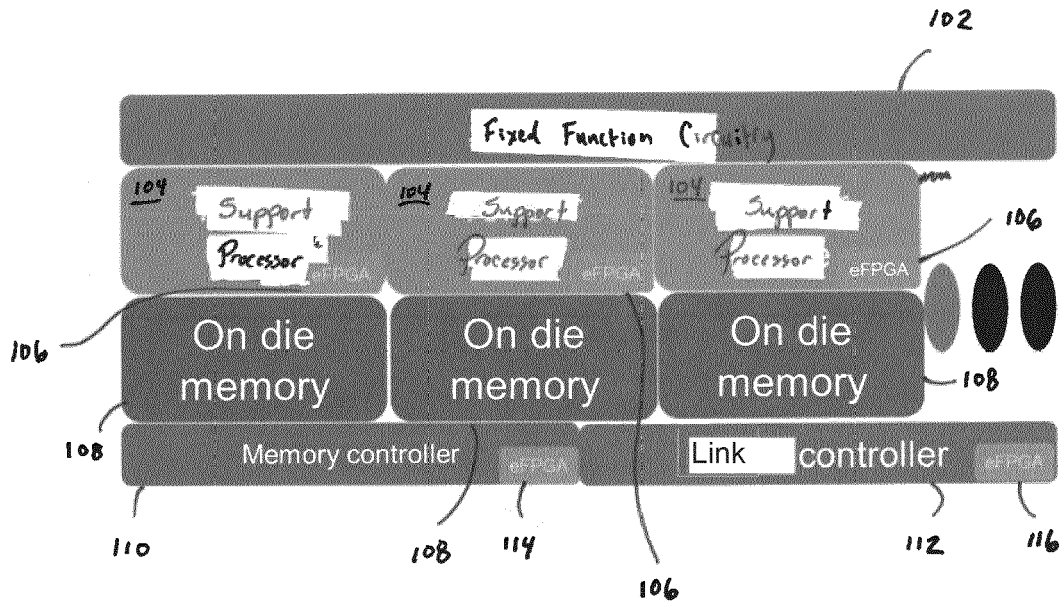 102
Fixed Function Circuitry
104 Support Processor eFPGA
104 Support Processor eFPGA
104 Support Processor eFPGA
106
106
On die memory
On die memory
On die memory
108
108
Memory controller eFPGA
Link controller eFPGA
110
108
114
106
112
116